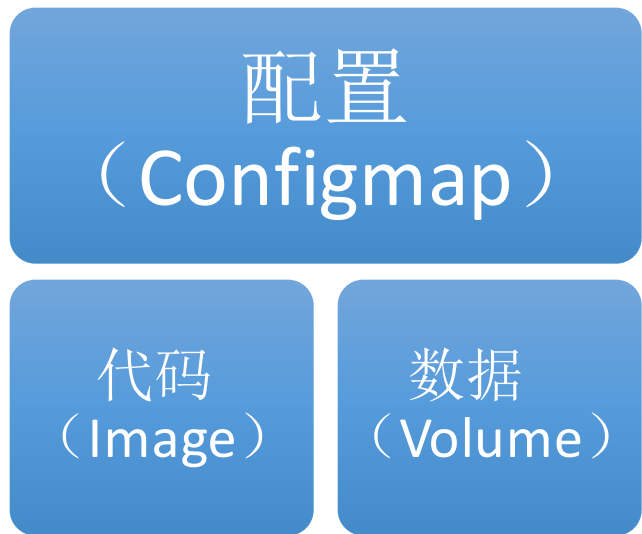 配置
（Configmap）
代码
（Image）
数据
（Volume）